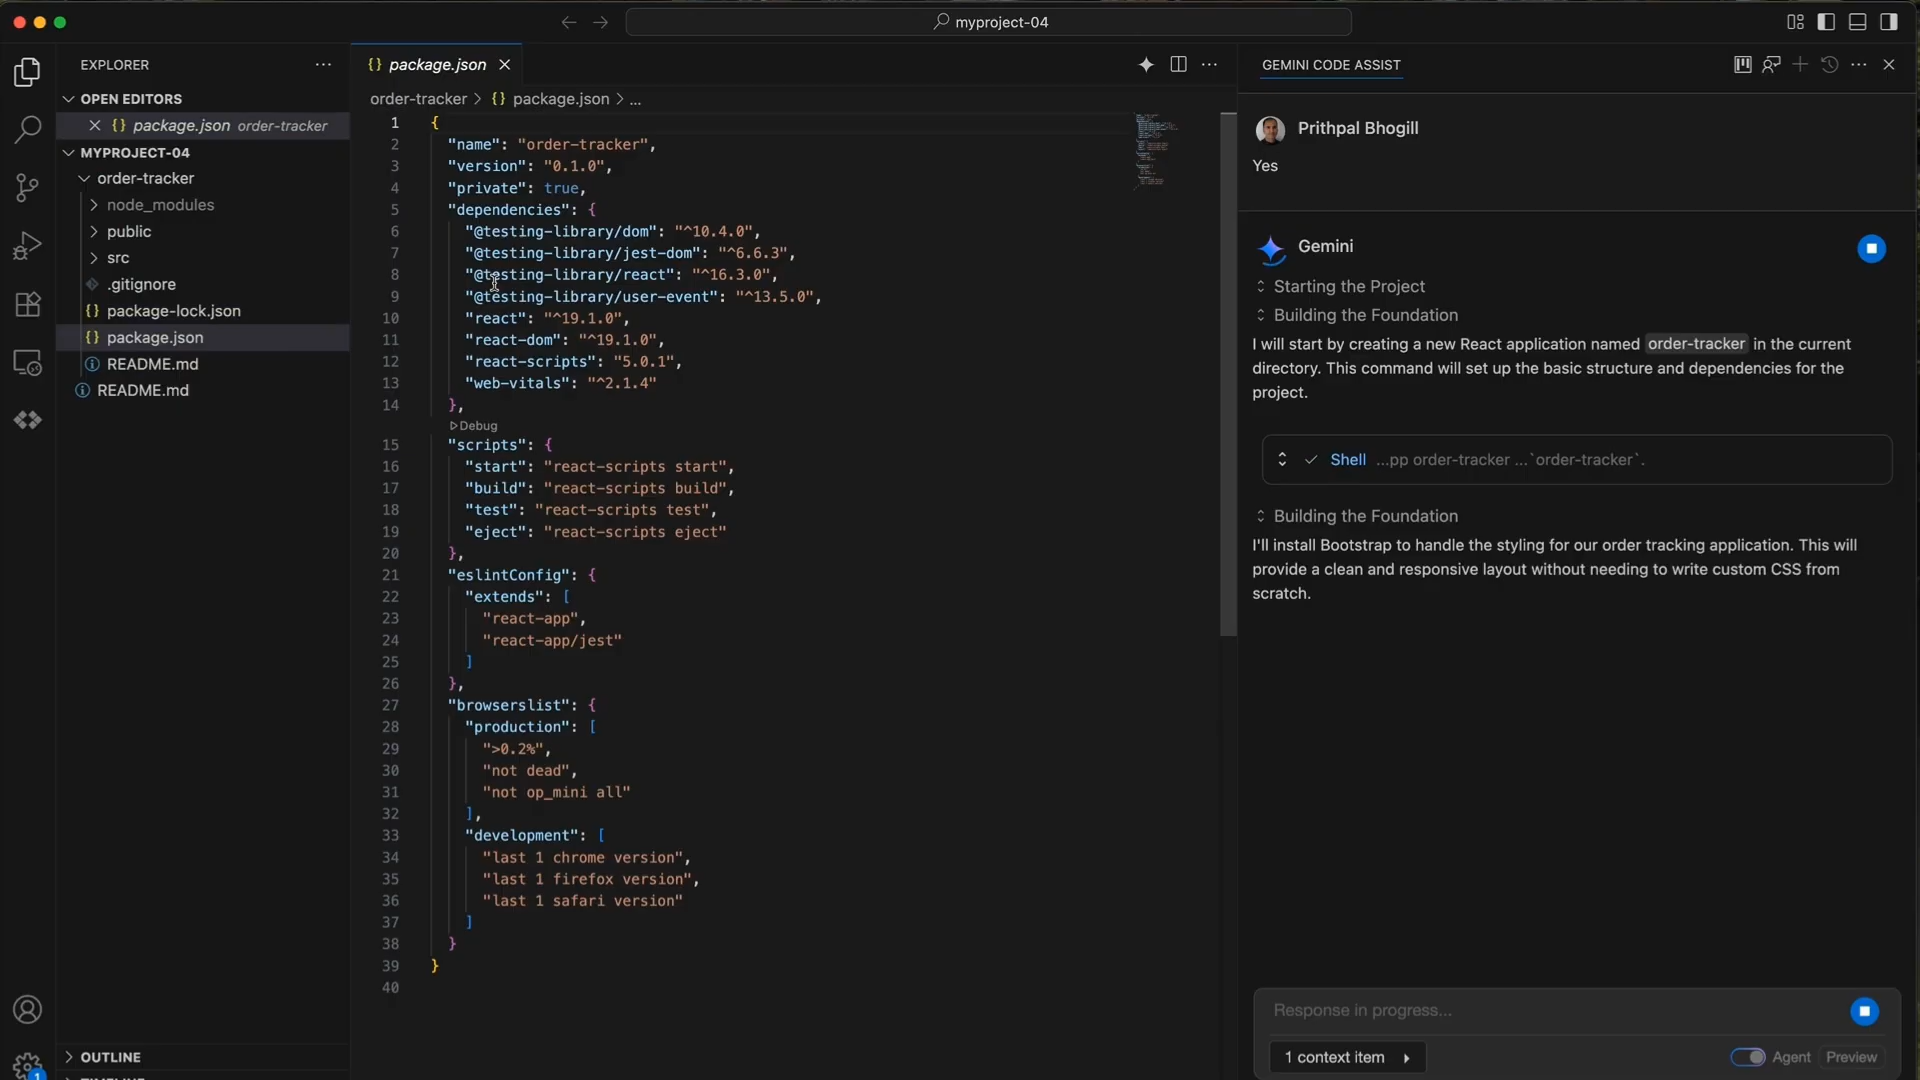 myproject-04
EXPLORER
OPEN EDITORS
package.json order-tracker
MYPROJECT-04
order-tracker
node_modules
public
src
.gitignore
package-lock.json
package.json
README.md
README.md
OUTLINE
1
package.json
order-tracker > {} package.json > ...
1 {
2 "name": "order-tracker",
3 "version": "0.1.0",
4 "private": true,
5 "dependencies": {
6 "@testing-library/dom": "^10.4.0",
7 "@testing-library/jest-dom": "^6.6.3",
8 "@testing-library/react": "^16.3.0",
9 "@testing-library/user-event": "^13.5.0",
10 "react": "^19.1.0",
11 "react-dom": "^19.1.0",
12 "react-scripts": "5.0.1",
13 "web-vitals": "^2.1.4"
14 },
Debug
15 "scripts": {
16 "start": "react-scripts start",
17 "build": "react-scripts build",
18 "test": "react-scripts test",
19 "eject": "react-scripts eject"
20 },
21 "eslintConfig": {
22 "extends": [
23 "react-app",
24 "react-app/jest"
25 ]
26 },
27 "browserslist": {
28 "production": [
29 ">0.2%",
30 "not dead",
31 "not op_mini all"
32 ],
33 "development": [
34 "last 1 chrome version",
35 "last 1 firefox version",
36 "last 1 safari version"
37 ]
38 }
39 }
40
GEMINI CODE ASSIST
Prithpal Bhogill
Yes
Gemini
Starting the Project
Building the Foundation
I will start by creating a new React application named order-tracker in the current
directory. This command will set up the basic structure and dependencies for the
project.
Shell ...pp order-tracker ...`order-tracker`.
Building the Foundation
I'll install Bootstrap to handle the styling for our order tracking application. This will
provide a clean and responsive layout without needing to write custom CSS from
scratch.
Response in progress...
1 context item
Agent Preview